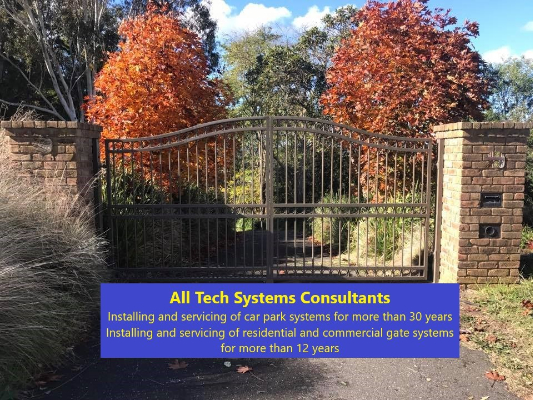 All Tech Systems Consultants
Installing and servicing of car park systems for more than 30 years
Installing and servicing of residential and commercial gate systems
for more than 12 years